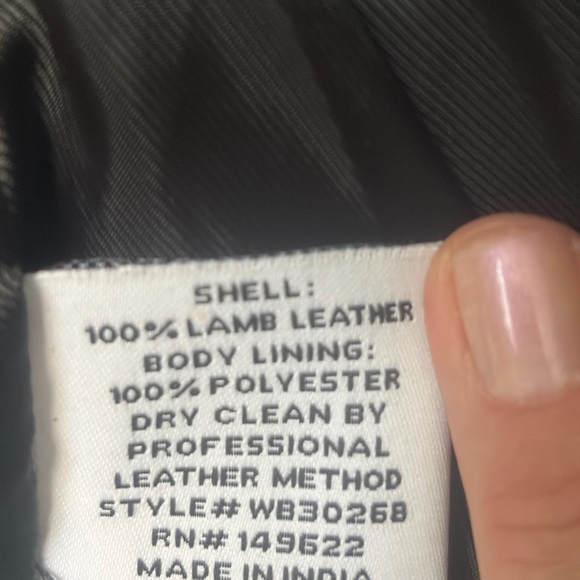 SHELL:
100% LAMB LEATHER
BODY LINING:
100% POLYESTER
DRY CLEAN BY
PROFESSIONAL
LEATHER METHOD
STYLE# WB30268
RN# 149622
MADE IN INDIA